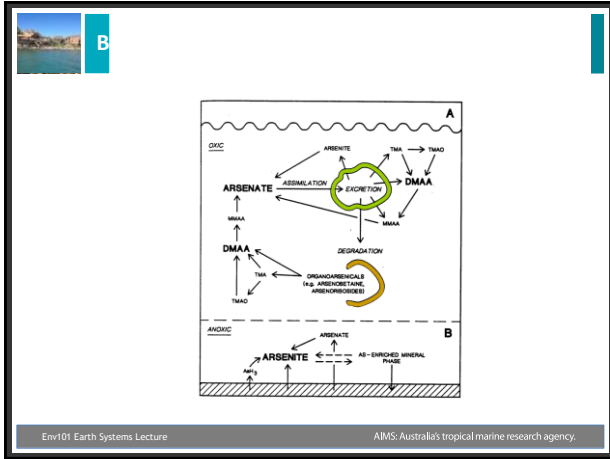 B
A
OXIC
ARSENITE
TMA
TMAO
ARSENATE
ASSIMILATION
EXCRETION
DMAA
MMAA
MMAA
DEGRADATION
DMAA
TMA
ORGANOARSENICALS
(e.g. ARSENOBETAINE,
ARSENORIBOSIDES)
TMAO
ANOXIC
B
ARSENATE
ARSENITE
AS-ENRICHED MINERAL
PHASE
AsH3
Env101 Earth Systems Lecture
AIMS: Australia's tropical marine research agency.